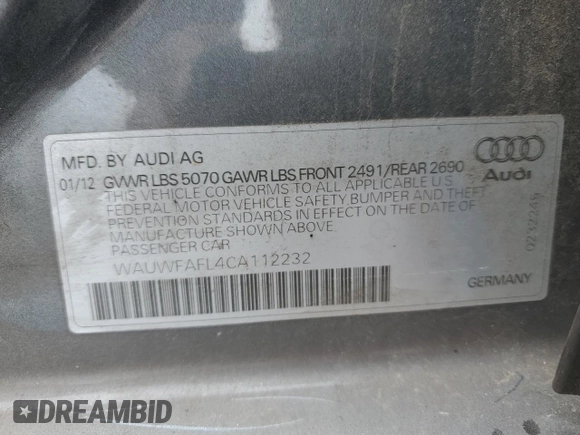 MFD. BY AUDI AG
01/12 GVWR LBS 5070 GAWR LBS FRONT 2491/REAR 2690
THIS VEHICLE CONFORMS TO ALL APPLICABLE U.S.
FEDERAL MOTOR VEHICLE SAFETY, BUMPER AND THEFT
PREVENTION STANDARDS IN EFFECT ON THE DATE OF
MANUFACTURE SHOWN ABOVE.
PASSENGER CAR
WAUWFAFL4CA112232
Audi
GERMANY
DREAMBID